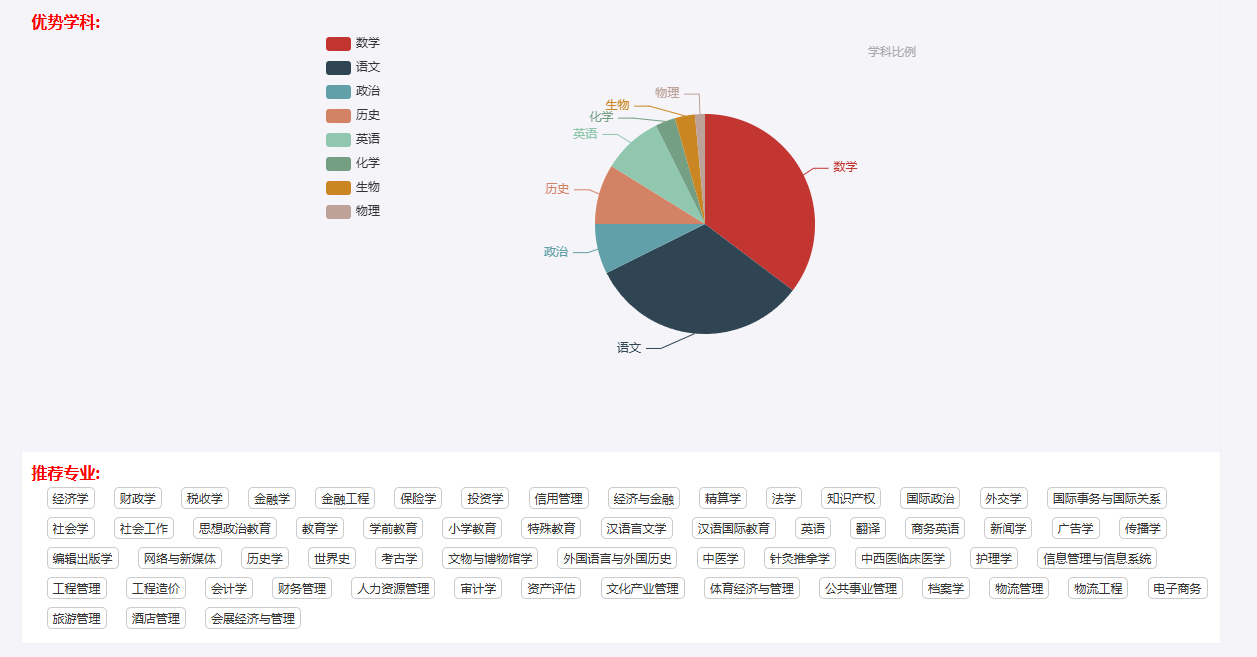 优势学科:
数学
语文
政治
历史
英语
化学
生物
物理
学科比例
物理
生物
化学
英语
历史
政治
语文
数学
推荐专业:
经济学 财政学 税收学 金融学 金融工程 保险学 投资学 信用管理 经济与金融 精算学 法学 知识产权 国际政治 外交学 国际事务与国际关系
社会学 社会工作 思想政治教育 教育学 学前教育 小学教育 特殊教育 汉语言文学 汉语国际教育 英语 翻译 商务英语 新闻学 广告学 传播学
编辑出版学 网络与新媒体 历史学 世界史 考古学 文物与博物馆学 外国语言与外国历史 中医学 针灸推拿学 中西医临床医学 护理学 信息管理与信息系统
工程管理 工程造价 会计学 财务管理 人力资源管理 审计学 资产评估 文化产业管理 体育经济与管理 公共事业管理 档案学 物流管理 物流工程 电子商务
旅游管理 酒店管理 会展经济与管理